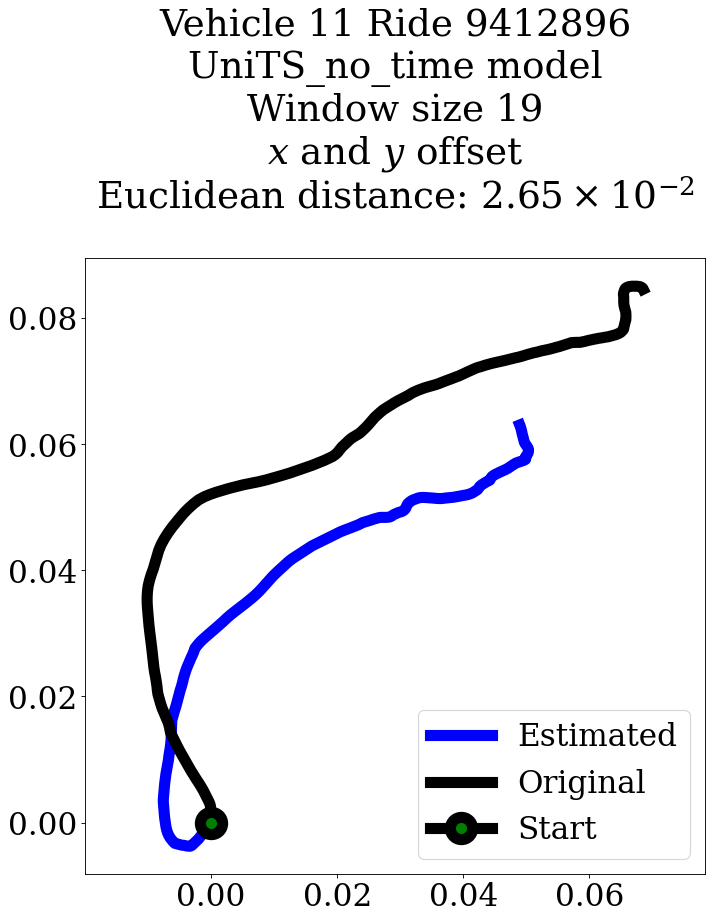 Vehicle 11 Ride 9412896
UniTS_no_time model
Window size 19
x and y offset
Euclidean distance: 2.65 × 10⁻²
0.08
0.06
0.04
0.02
0.00
0.00 0.02 0.04 0.06
Estimated
Original
Start